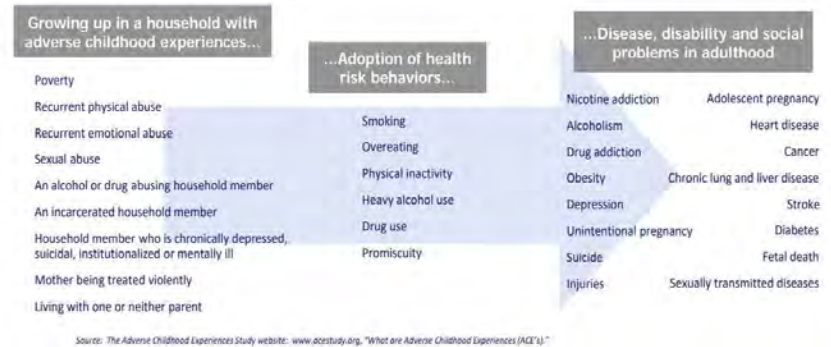 Growing up in a household with
adverse childhood experiences...
Poverty
Recurrent physical abuse
Recurrent emotional abuse
Sexual abuse
An alcohol or drug abusing household member
An incarcerated household member
Household member who is chronically depressed,
suicidal, institutionalized or mentally ill
Mother being treated violently
Living with one or neither parent
...Adoption of health
risk behaviors...
Smoking
Overeating
Physical inactivity
Heavy alcohol use
Drug use
Promiscuity
...Disease, disability and social
problems in adulthood
Nicotine addiction
Alcoholism
Drug addiction
Obesity
Depression
Unintentional pregnancy
Suicide
Injuries
Adolescent pregnancy
Heart disease
Cancer
Chronic lung and liver disease
Stroke
Diabetes
Fetal death
Sexually transmitted diseases
Source: The Adverse Childhood Experiences Study website: www.acestudy.org, "What are Adverse Childhood Experiences (ACE's)."